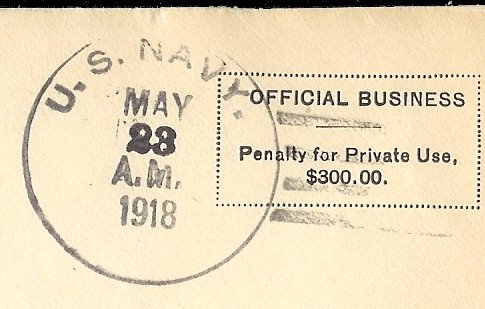 U. S. NAVY.
MAY
23
A.M.
1918
OFFICIAL BUSINESS
Penalty for Private Use,
$300.00.